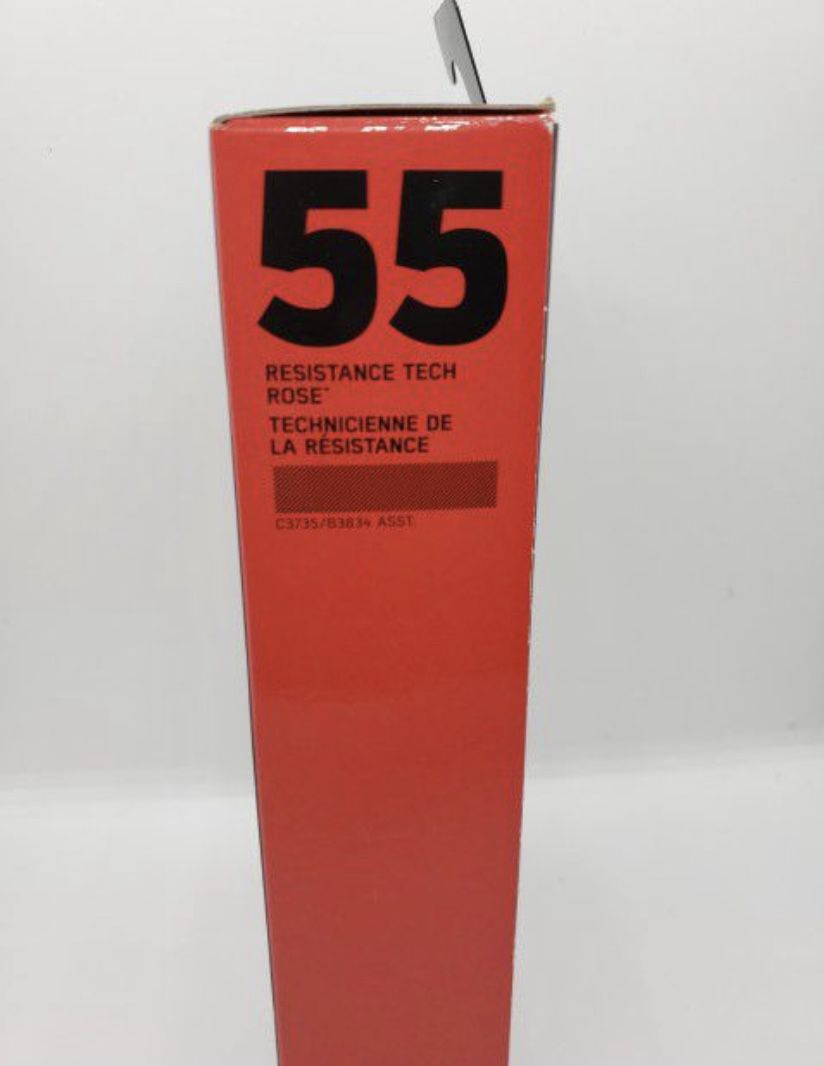 55
RESISTANCE TECH
ROSE™
TECHNICIENNE DE
LA RÉSISTANCE
C3735/B3834 ASST.